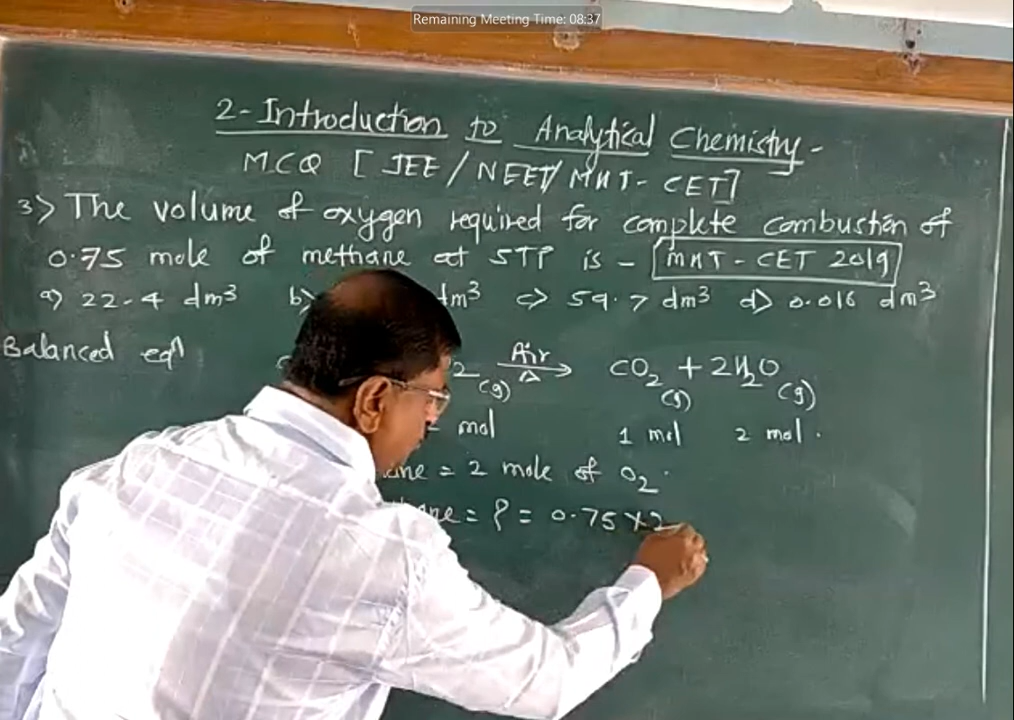 Remaining Meeting Time: 08:37
2-Introduction to Analytical Chemistry-
MCQ [JEE/NEET/MHT-CET]
3> The volume of oxygen required for complete combustion of
0.75 mole of methane at STP is - MHT-CET 2019
a) 22.4 dm³ b) dm³ c) 59.7 dm³ d) 0.016 dm³
Balanced eqn
2(g) Air Δ → CO₂(g) + 2H₂O(g)
mol 1 mol 2 mol.
ane = 2 mole of O₂.
ane = ? = 0.75×2